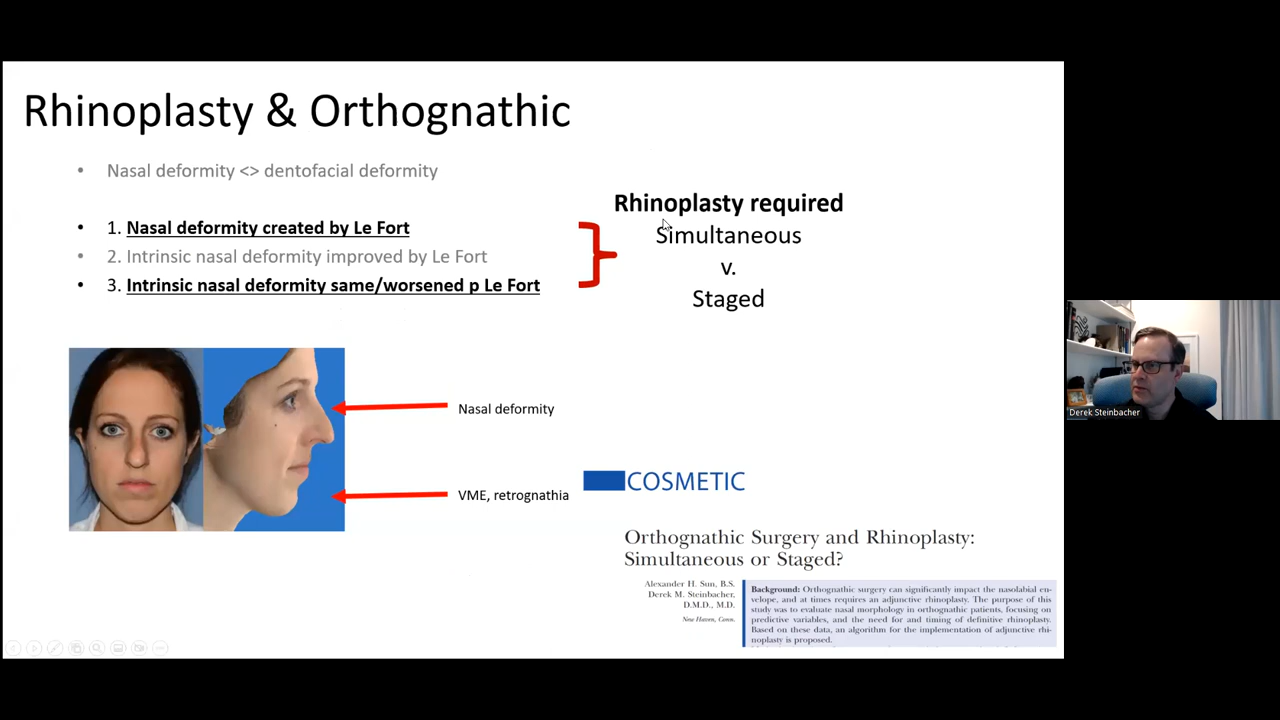 Rhinoplasty & Orthognathic
• Nasal deformity <> dentofacial deformity
• 1. Nasal deformity created by Le Fort
• 2. Intrinsic nasal deformity improved by Le Fort
• 3. Intrinsic nasal deformity same/worsened p Le Fort
Rhinoplasty required
Simultaneous
v.
Staged
Nasal deformity
VME, retrognathia
COSMETIC
Orthognathic Surgery and Rhinoplasty:
Simultaneous or Staged?
Alexander H. Sun, B.S.
Derek M. Steinbacher,
D.M.D., M.D.
New Haven, Conn.
Background: Orthognathic surgery can significantly impact the nasolabial en-
velope, and at times requires an adjunctive rhinoplasty. The purpose of this
study was to evaluate nasal morphology in orthognathic patients, focusing on
predictive variables, and the need for and timing of definitive rhinoplasty.
Based on these data, an algorithm for the implementation of adjunctive rhi-
noplasty is proposed.
Derek Steinbacher